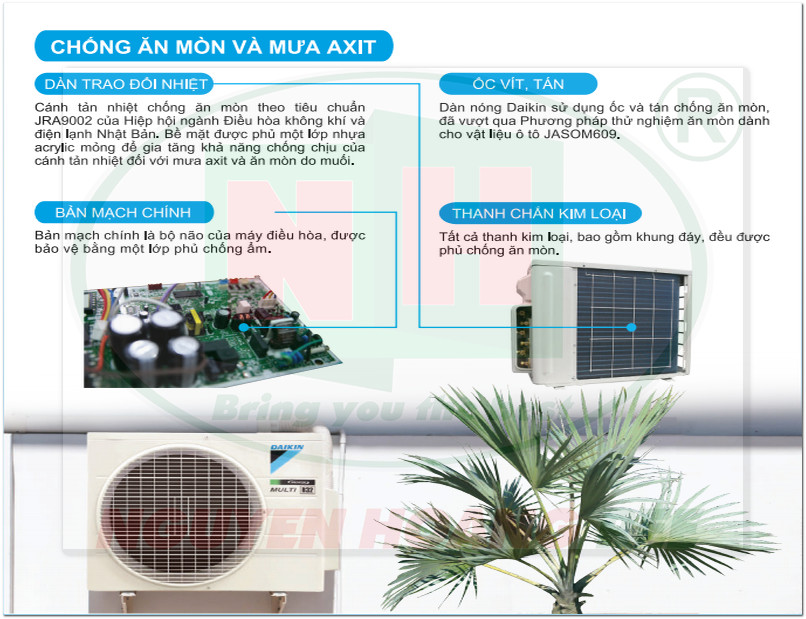 CHỐNG ĂN MÒN VÀ MƯA AXIT
DÀN TRAO ĐỔI NHIỆT
Cánh tản nhiệt chống ăn mòn theo tiêu chuẩn
JRA9002 của Hiệp hội ngành Điều hòa không khí và
điện lạnh Nhật Bản. Bề mặt được phủ một lớp nhựa
acrylic mỏng để gia tăng khả năng chống chịu của
cánh tản nhiệt đối với mưa axit và ăn mòn do muối.
ỐC VÍT, TÁN
Dàn nóng Daikin sử dụng ốc và tán chống ăn mòn,
đã vượt qua Phương pháp thử nghiệm ăn mòn dành
cho vật liệu ô tô JASOM609.
BẢN MẠCH CHÍNH
Bản mạch chính là bộ não của máy điều hòa, được
bảo vệ bằng một lớp phủ chống ẩm.
THANH CHẮN KIM LOẠI
Tất cả thanh kim loại, bao gồm khung đáy, đều được
phủ chống ăn mòn.
®
NH
Bring you the best
DAIKIN
MULTI R32
NGUYEN HOANG